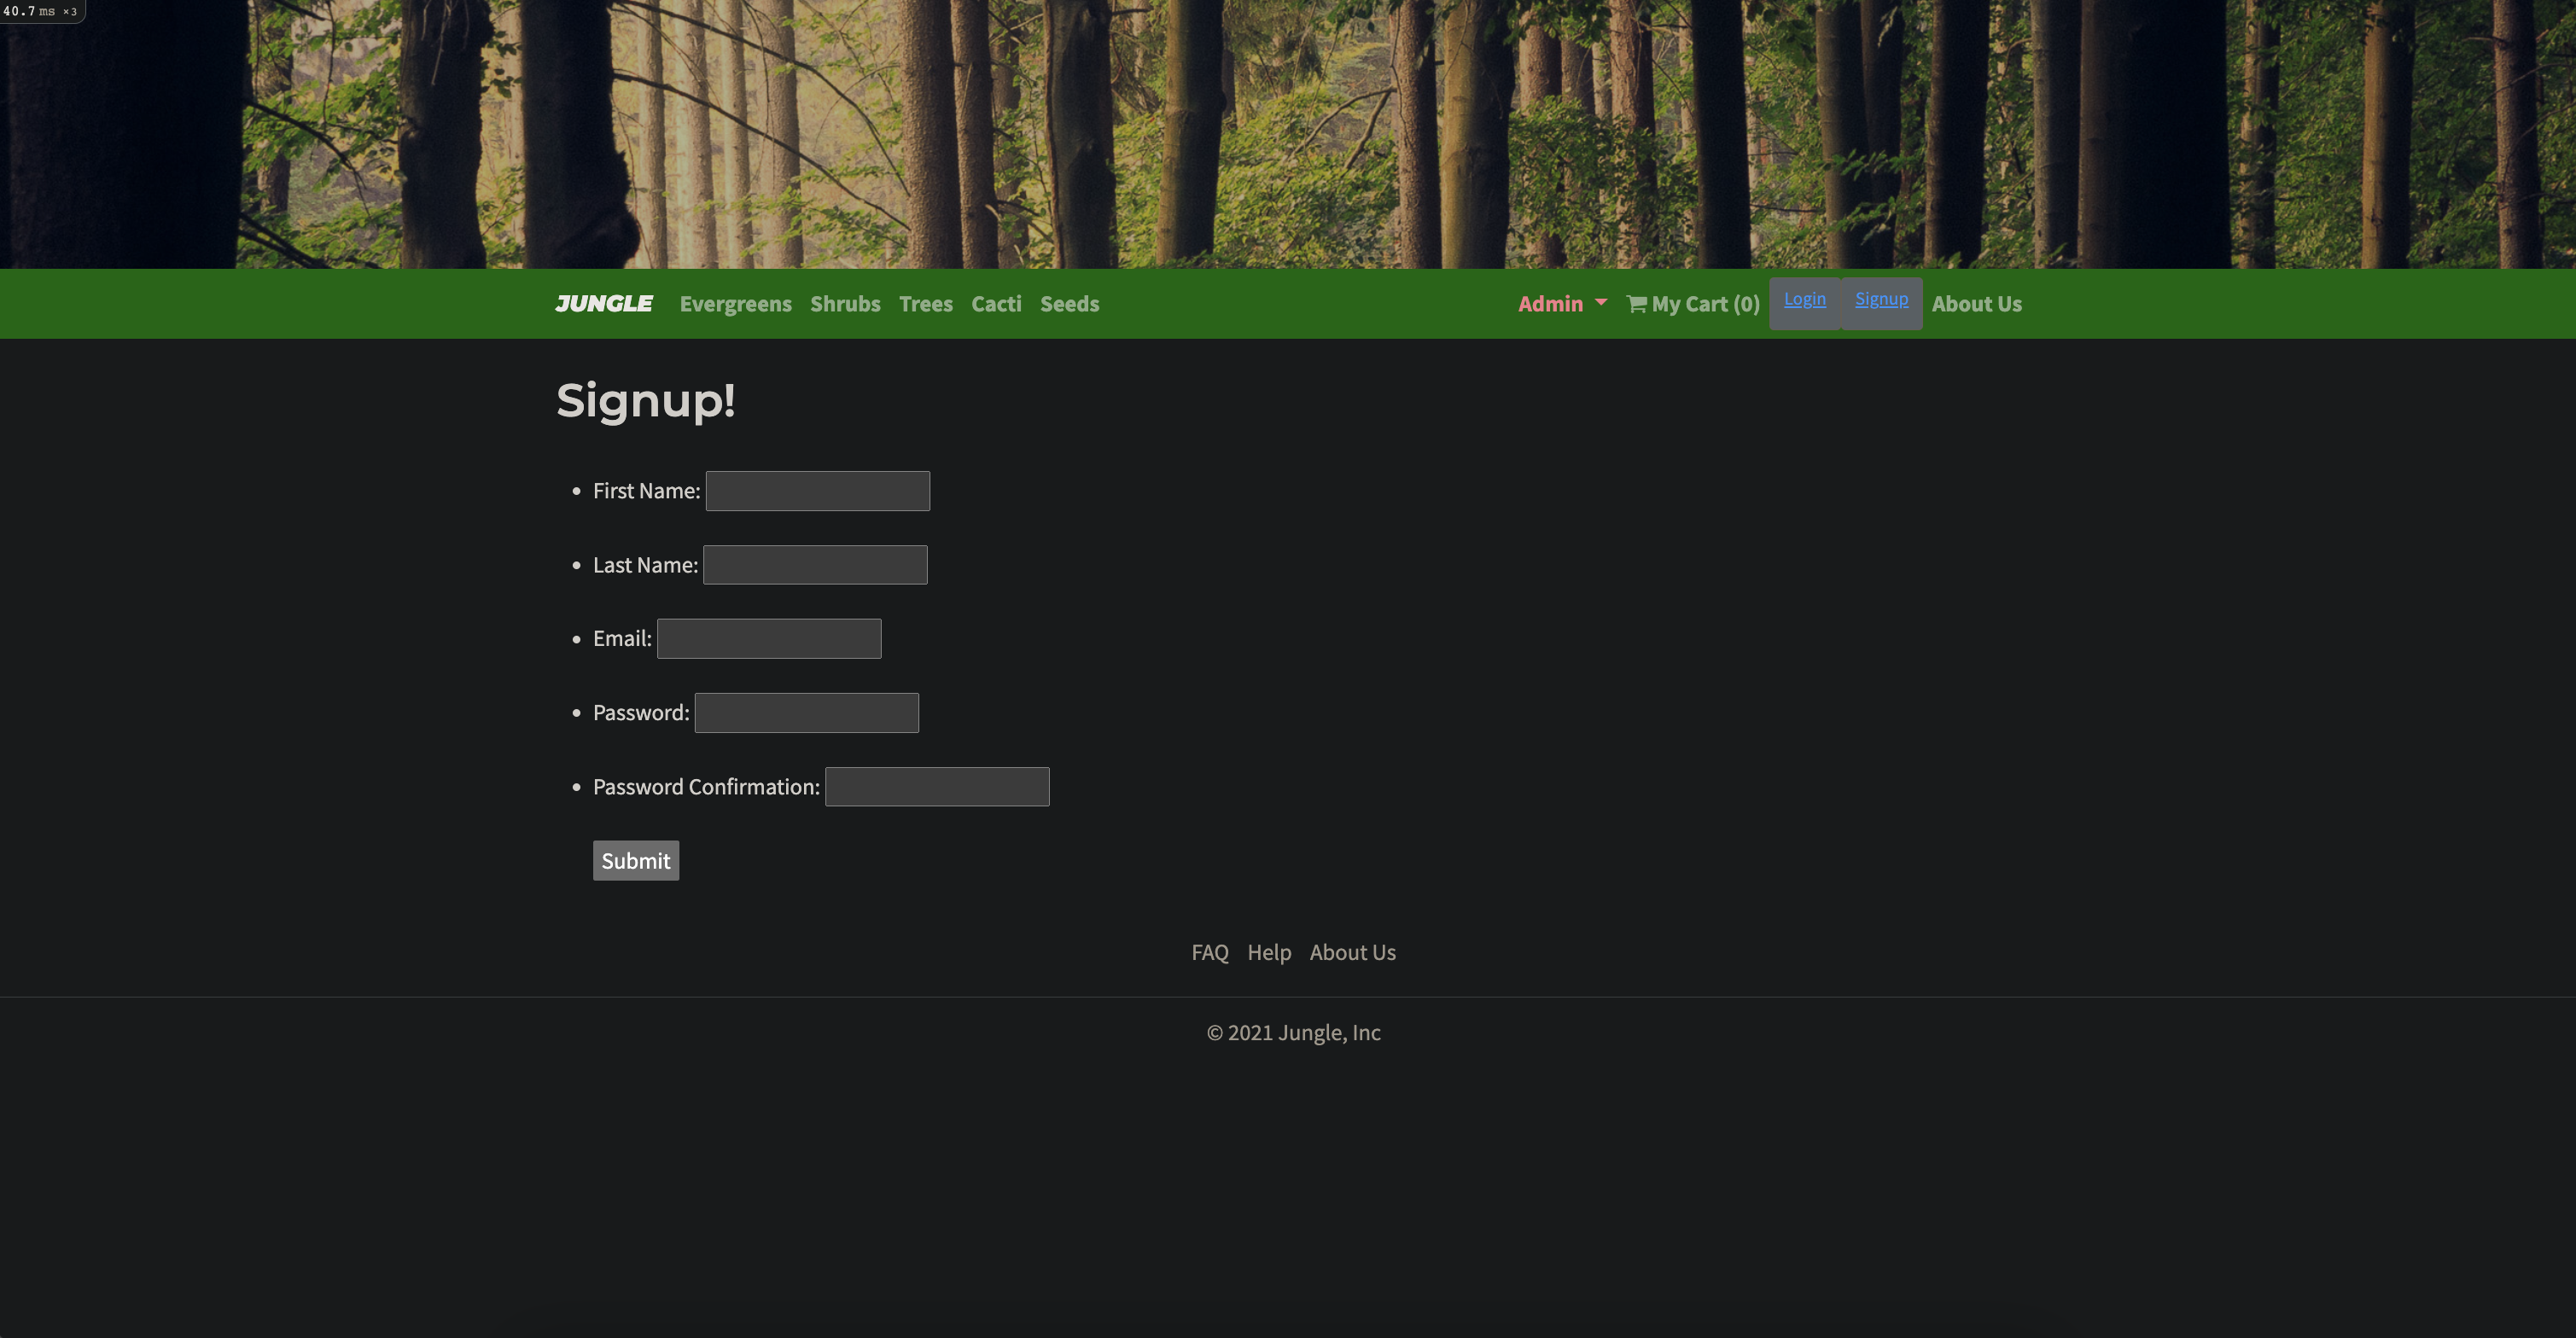 40.7 ms ×3
JUNGLE Evergreens Shrubs Trees Cacti Seeds Admin My Cart (0) Login Signup About Us
Signup!
First Name:
Last Name:
Email:
Password:
Password Confirmation:
Submit
FAQ Help About Us
© 2021 Jungle, Inc